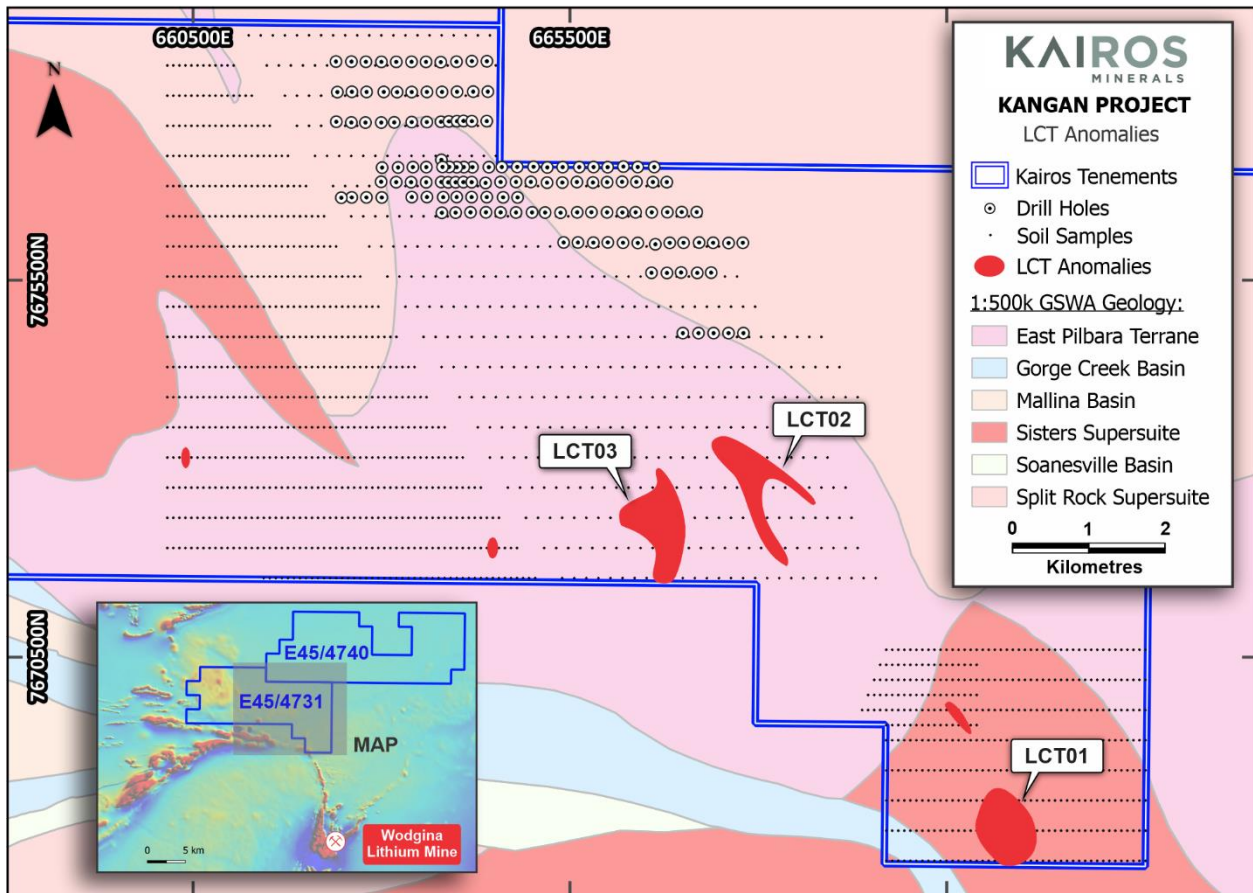 660500E
665500E
N
7675500N
7670500N
KAIROS
MINERALS
KANGAN PROJECT
LCT Anomalies
Kairos Tenements
Drill Holes
Soil Samples
LCT Anomalies
1:500k GSWA Geology:
East Pilbara Terrane
Gorge Creek Basin
Mallina Basin
Sisters Supersuite
Soanesville Basin
Split Rock Supersuite
0 1 2
Kilometres
LCT02
LCT03
LCT01
E45/4740
E45/4731
MAP
Wodgina
Lithium Mine
0 5 km